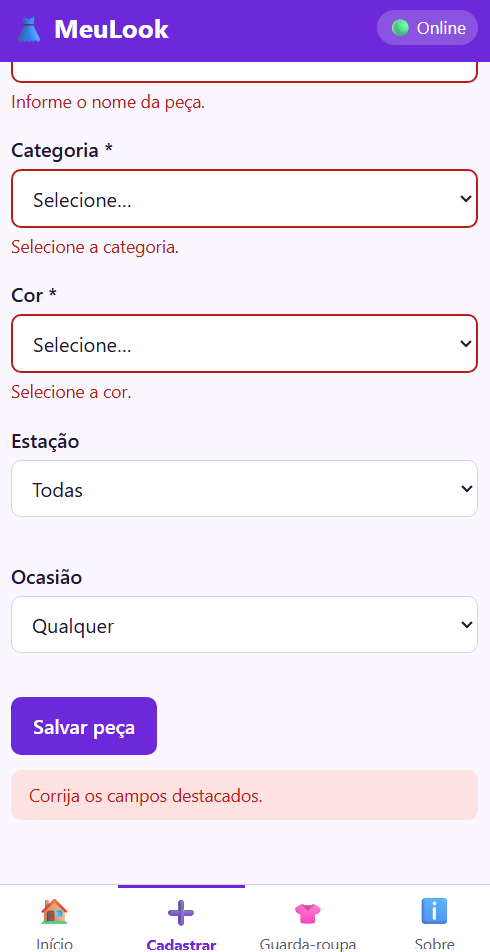 MeuLook
Online
Informe o nome da peça.
Categoria *
Selecione...
Selecione a categoria.
Cor *
Selecione...
Selecione a cor.
Estação
Todas
Ocasião
Qualquer
Salvar peça
Corrija os campos destacados.
Início
Cadastrar
Guarda-roupa
Sobre